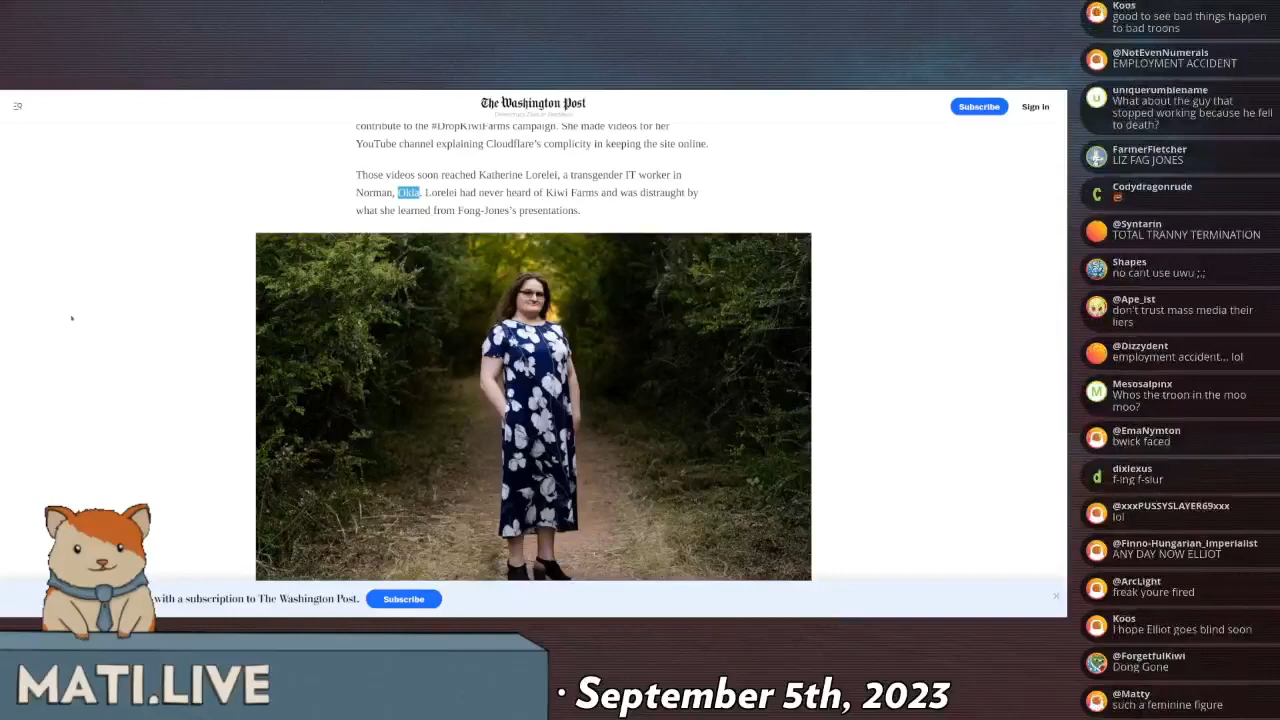 The Washington Post
Democracy Dies in Darkness
Subscribe
Sign in
contribute to the #DropKiwiFarms campaign. She made videos for her
YouTube channel explaining Cloudflare's complicity in keeping the site online.
Those videos soon reached Katherine Lorelei, a transgender IT worker in
Norman, Okla. Lorelei had never heard of Kiwi Farms and was distraught by
what she learned from Fong-Jones's presentations.
with a subscription to The Washington Post.
Subscribe
MATI.LIVE
· September 5th, 2023
Koos
good to see bad things happen
to bad troons
@NotEvenNumerals
EMPLOYMENT ACCIDENT
uniquerumblename
What about the guy that
stopped working because he fell
to death?
FarmerFletcher
LIZ FAG JONES
Codydragonrude
@Syntarin
TOTAL TRANNY TERMINATION
Shapes
no cant use uwu ;_;
@Ape_ist
don't trust mass media their
liers
@Dizzydent
employment accident... lol
Mesosalpinx
Whos the troon in the moo
moo?
@EmaNymton
bwick faced
dixlexus
f-ing f-slur
@xxxPUSSYSLAYER69xxx
lol
@Finno-Hungarian_Imperialist
ANY DAY NOW ELLIOT
@ArcLight
freak youre fired
Koos
I hope Elliot goes blind soon
@ForgetfulKiwi
Dong Gone
@Matty
such a feminine figure